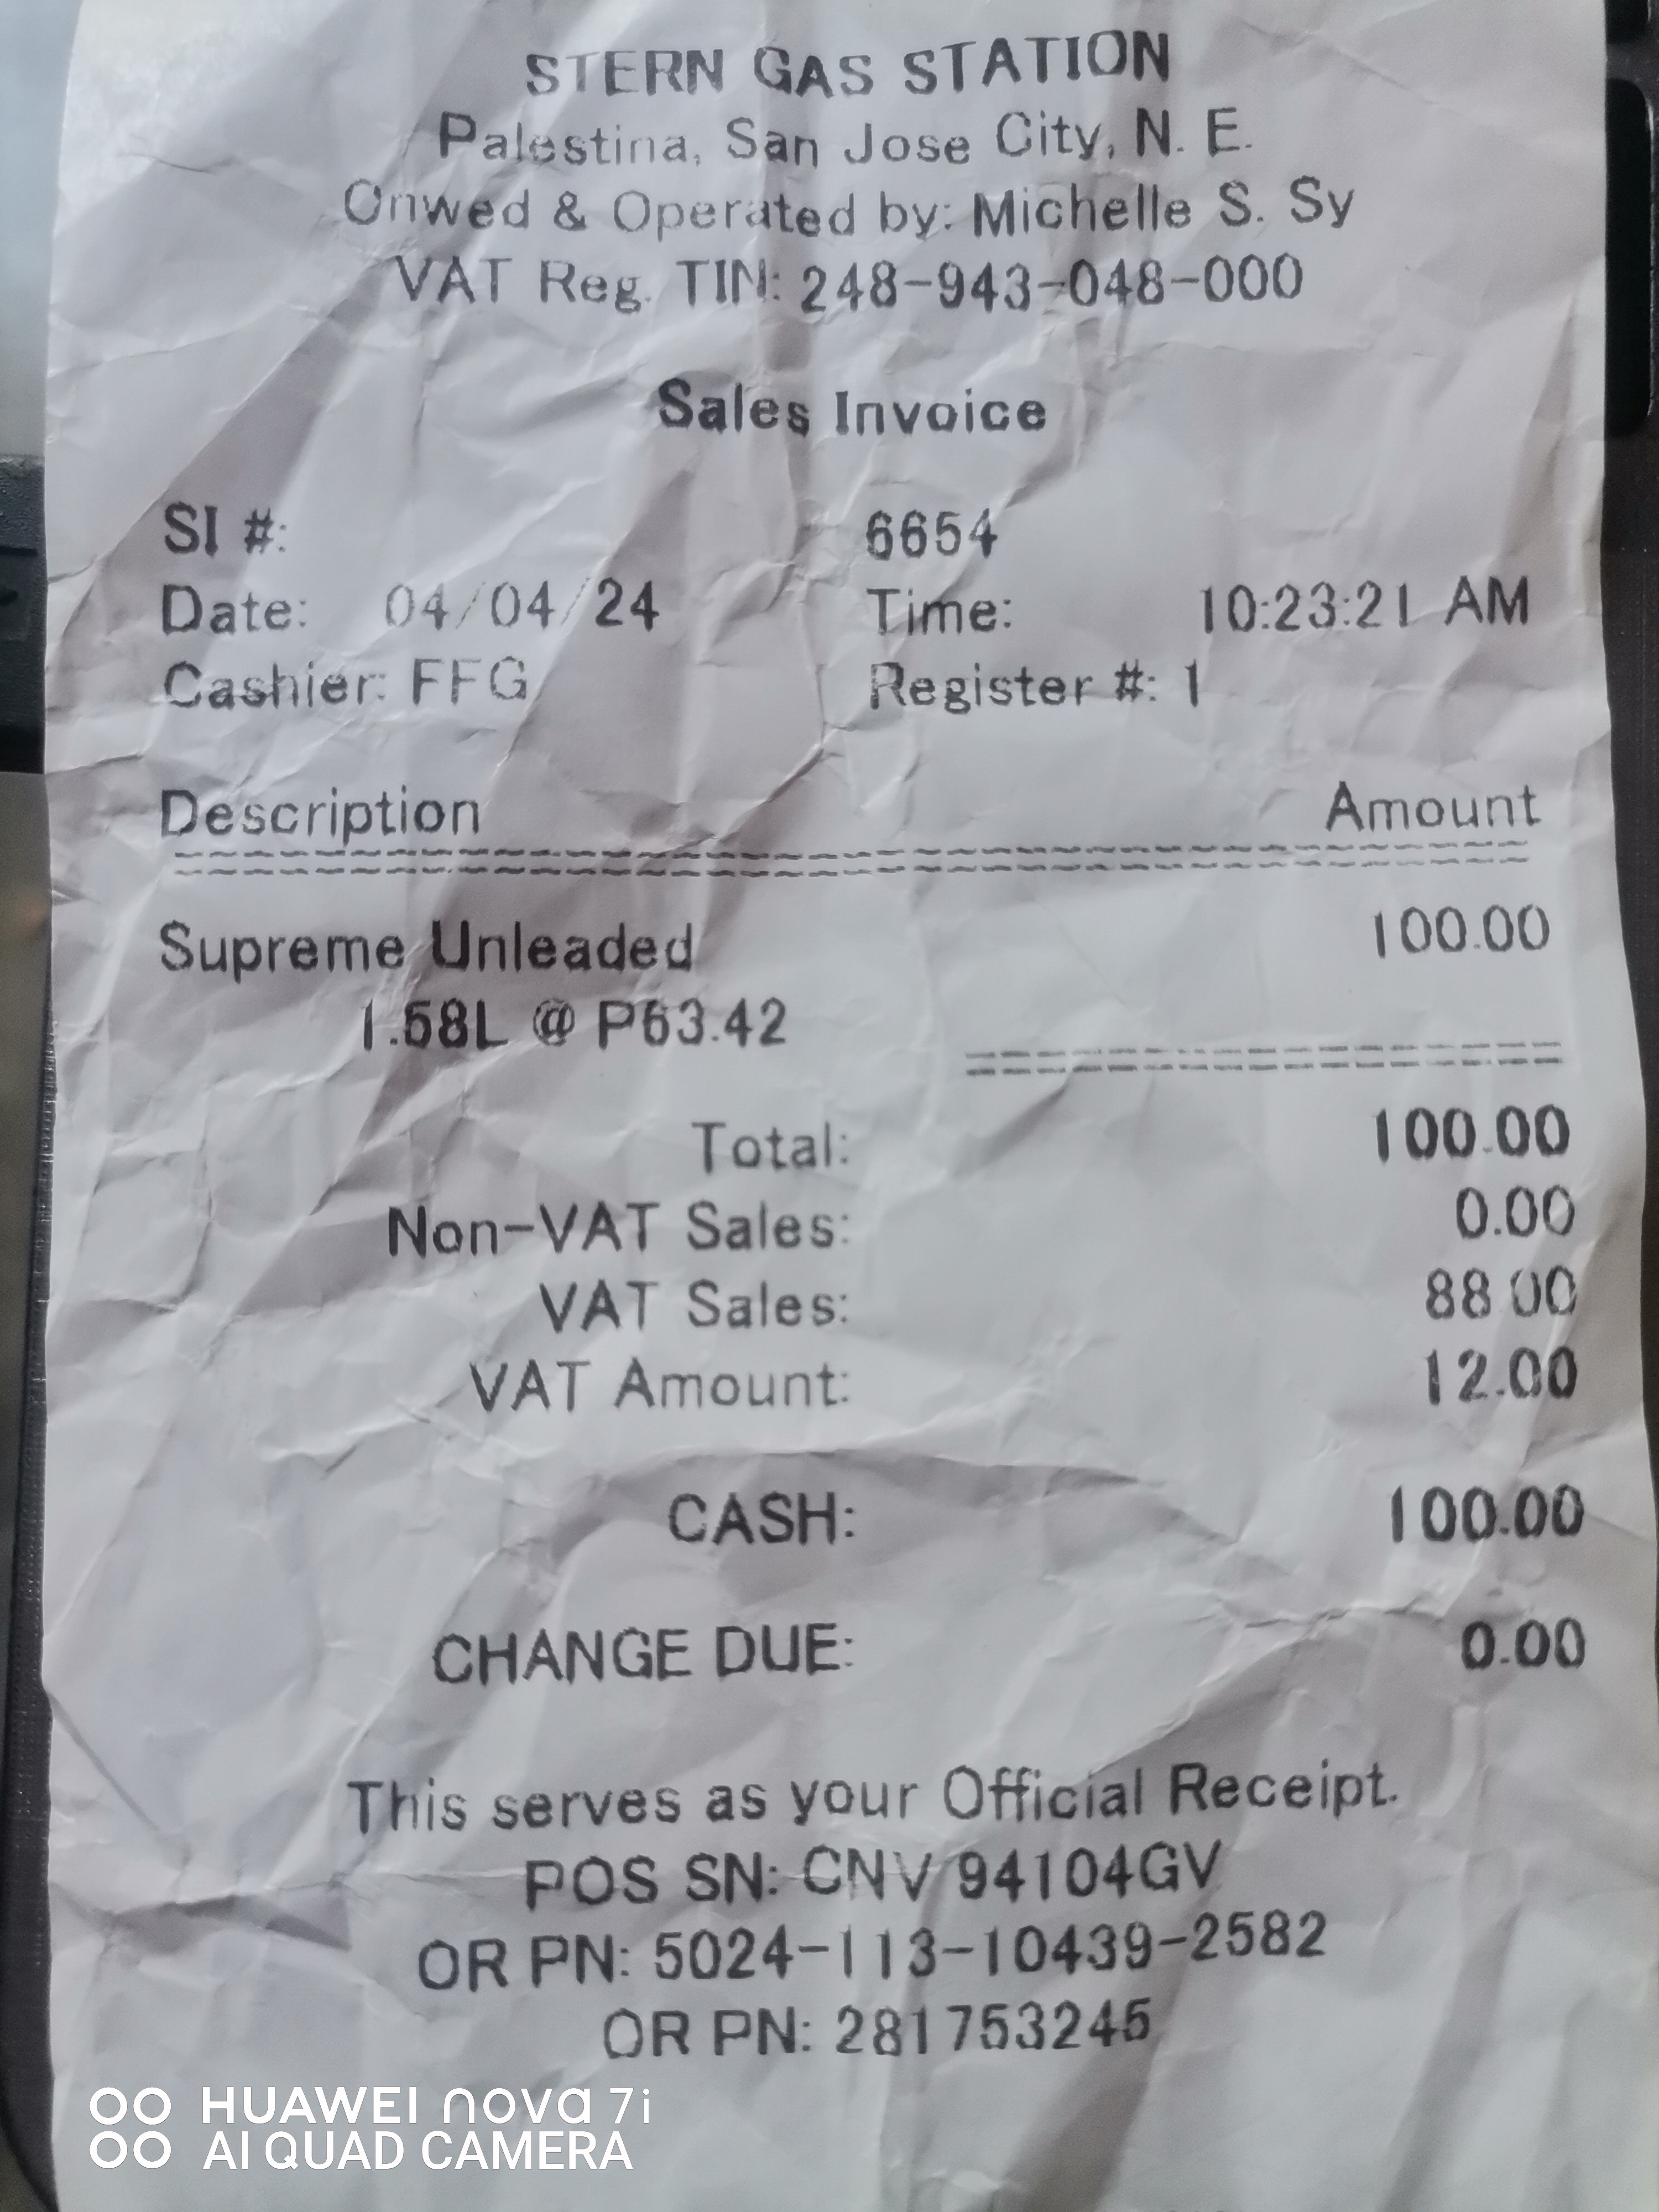 STERN GAS STATION
Palestina, San Jose City, N. E.
Onwed & Operated by: Michelle S. Sy
VAT Reg. TIN: 248-943-048-000
Sales Invoice
SI #: 6654
Date: 04/04/24 Time: 10:23:21 AM
Cashier: FFG Register #: 1
Description Amount
Supreme Unleaded 100.00
1.58L @ P63.42
Total: 100.00
Non-VAT Sales: 0.00
VAT Sales: 88.00
VAT Amount: 12.00
CASH: 100.00
CHANGE DUE: 0.00
This serves as your Official Receipt.
POS SN: CNV 94104GV
OR PN: 5024-113-10439-2582
OR PN: 281753245
HUAWEI nova 7i
AI QUAD CAMERA